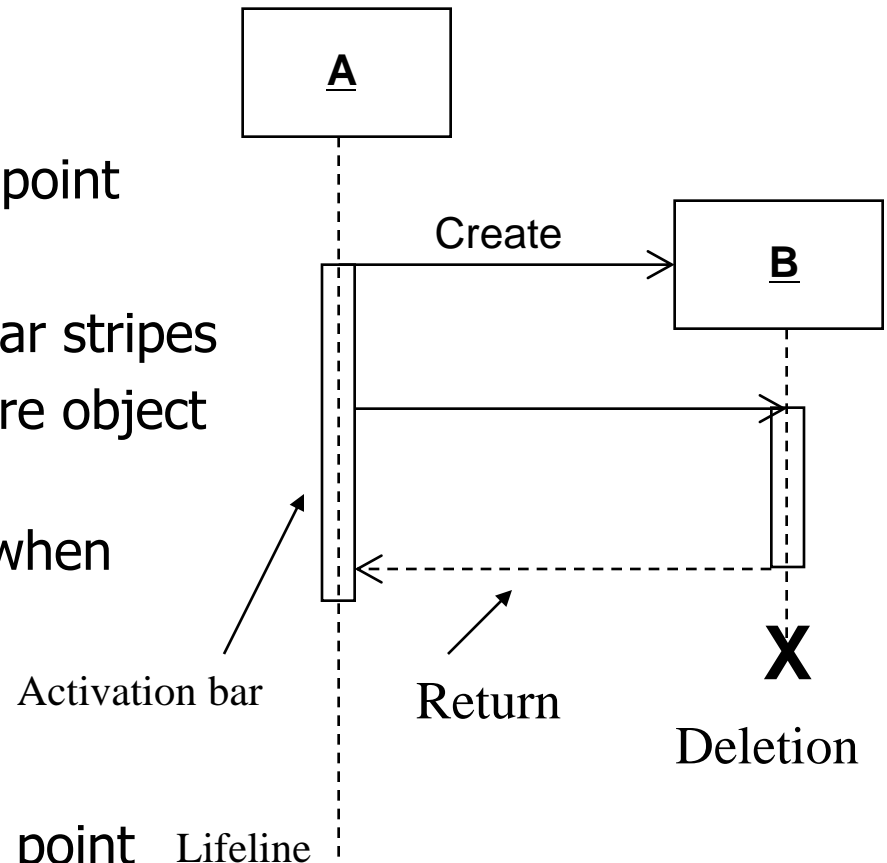 A
point
Create
B
ar stripes
re object
when
Activation bar
Return
X
Deletion
point
Lifeline